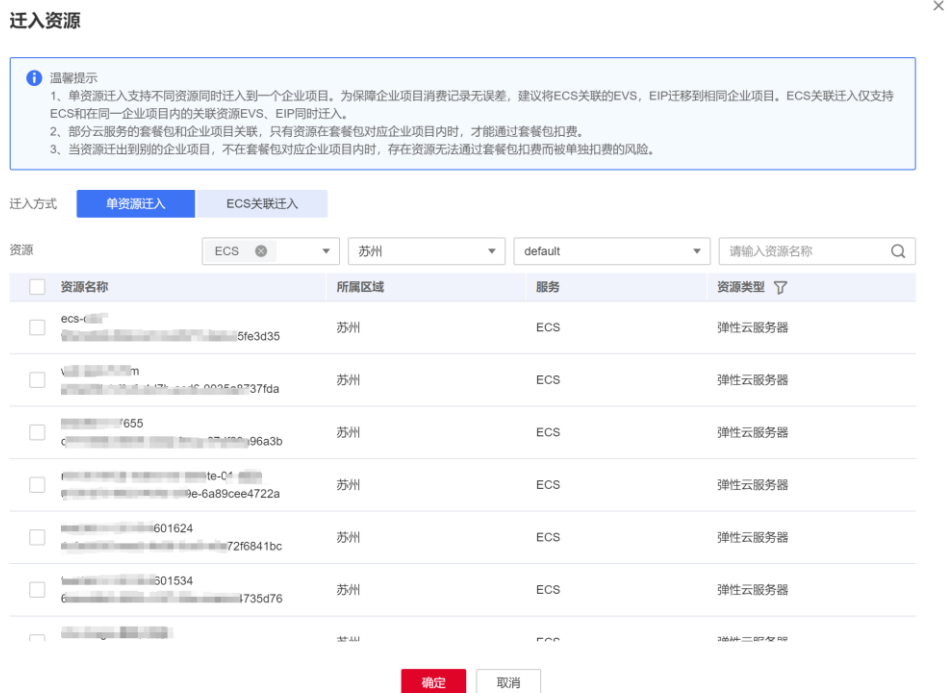 迁入资源
温馨提示
1、单资源迁入支持不同资源同时迁入到一个企业项目。为保障企业项目消费记录无误差，建议将ECS关联的EVS，EIP迁移到相同企业项目。ECS关联迁入仅支持
ECS和在同一企业项目内的关联资源EVS、EIP同时迁入。
2、部分云服务的套餐包和企业项目关联，只有资源在套餐包对应企业项目内时，才能通过套餐包扣费。
3、当资源迁出到别的企业项目，不在套餐包对应企业项目内时，存在资源无法通过套餐包扣费而被单独扣费的风险。
迁入方式 单资源迁入 ECS关联迁入
资源 ECS 苏州 default 请输入资源名称
资源名称 所属区域 服务 资源类型
ecs-
5fe3d35
苏州 ECS 弹性云服务器
m
737fda
苏州 ECS 弹性云服务器
7655
96a3b
苏州 ECS 弹性云服务器
te-01
9e-6a89cee4722a
苏州 ECS 弹性云服务器
601624
72f6841bc
苏州 ECS 弹性云服务器
601534
4735d76
苏州 ECS 弹性云服务器
苏州 ECS 弹性云服务器
确定 取消